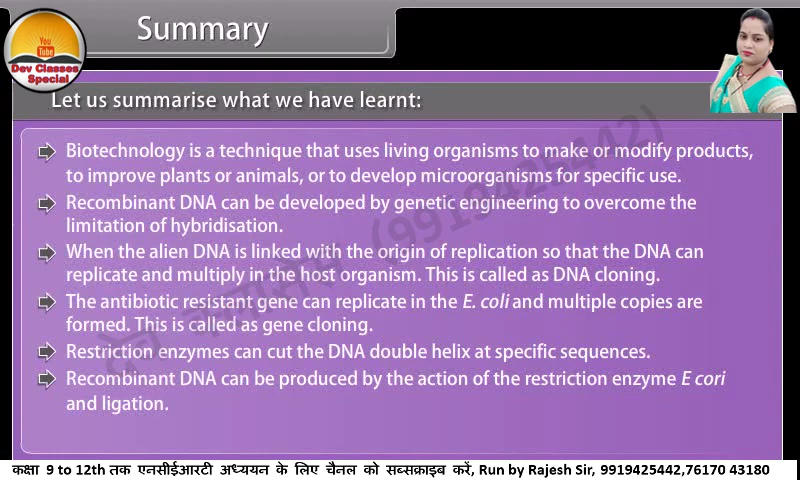 Summary
You
Tube
Dev Classes
Special
Let us summarise what we have learnt:
Biotechnology is a technique that uses living organisms to make or modify products,
to improve plants or animals, or to develop microorganisms for specific use.
Recombinant DNA can be developed by genetic engineering to overcome the
limitation of hybridisation.
When the alien DNA is linked with the origin of replication so that the DNA can
replicate and multiply in the host organism. This is called as DNA cloning.
The antibiotic resistant gene can replicate in the E. coli and multiple copies are
formed. This is called as gene cloning.
Restriction enzymes can cut the DNA double helix at specific sequences.
Recombinant DNA can be produced by the action of the restriction enzyme E cori
and ligation.
देव क्लासेस (9919425442)
कक्षा 9 to 12th तक एनसीईआरटी अध्ययन के लिए चैनल को सब्सक्राइब करें, Run by Rajesh Sir, 9919425442,76170 43180